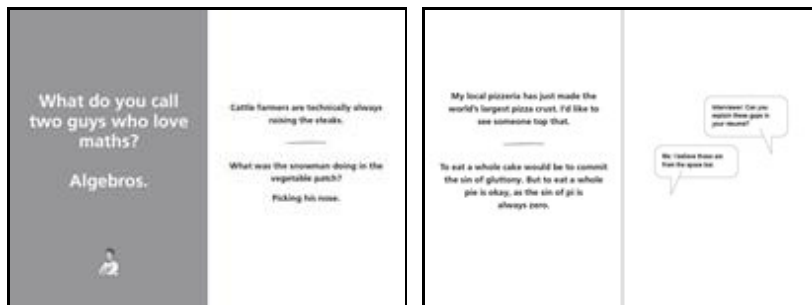 What do you call
two guys who love
maths?
Algebros.
Cattle farmers are technically always
raising the steaks.
What was the snowman doing in the
vegetable patch?
Picking his nose.
My local pizzeria has just made the
world's largest pizza crust. I'd like to
see someone top that.
To eat a whole cake would be to commit
the sin of gluttony. But to eat a whole
pie is okay, as the sin of pi is
always zero.
Interviewer: Can you
explain these gaps in
your resume?
Me: I believe those are
from the space bar.